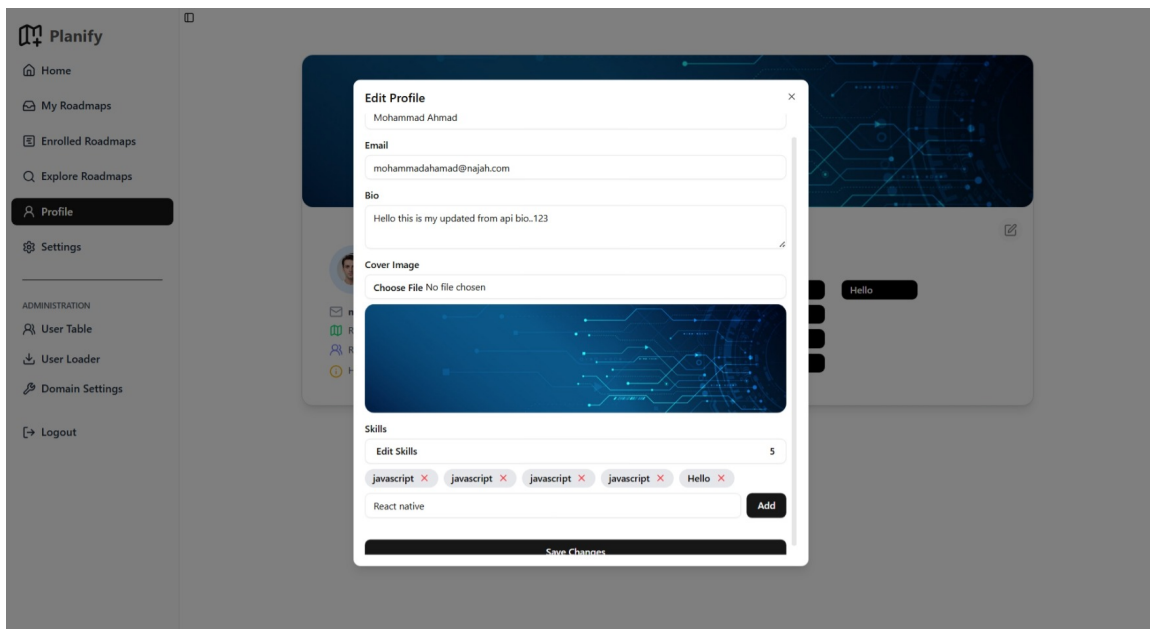 Planify
Home
My Roadmaps
Enrolled Roadmaps
Explore Roadmaps
Profile
Settings
ADMINISTRATION
User Table
User Loader
Domain Settings
Logout
Edit Profile
Mohammad Ahmad
Email
mohammadahamad@najah.com
Bio
Hello this is my updated from api bio..123
Cover Image
Choose File No file chosen
Skills
Edit Skills 5
javascript javascript javascript javascript Hello
React native Add
Save Changes
Hello